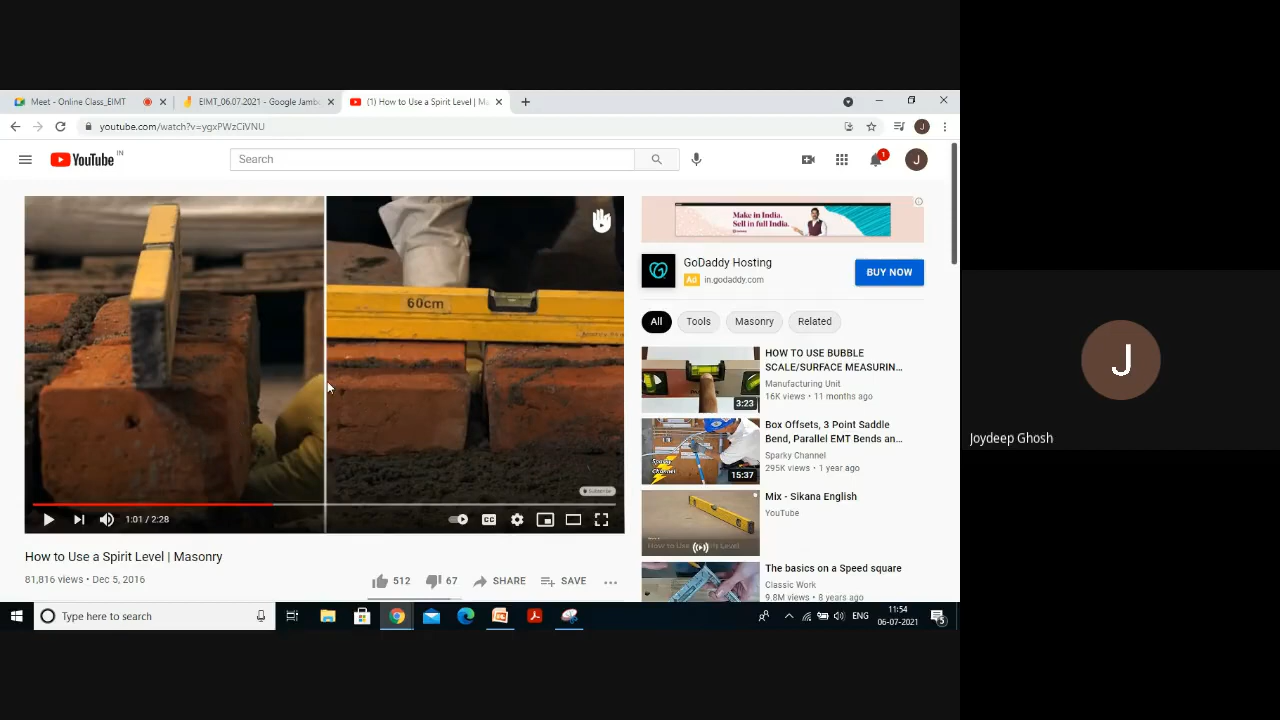 Meet - Online Class_EIMT
EIMT_06.07.2021 - Google Jamb
(1) How to Use a Spirit Level | M
youtube.com/watch?v=ygxPWzCiVNU
YouTube IN
Search
1
J
60cm
Subscribe
1:01 / 2:28
CC
How to Use a Spirit Level | Masonry
81,816 views • Dec 5, 2016
512
67
SHARE
SAVE
Make in India.
Sell in full India.
GoDaddy Hosting
Ad in.godaddy.com
BUY NOW
All
Tools
Masonry
Related
3:23
HOW TO USE BUBBLE
SCALE/SURFACE MEASURIN...
Manufacturing Unit
16K views • 11 months ago
15:37
Box Offsets, 3 Point Saddle
Bend, Parallel EMT Bends an...
Sparky Channel
295K views • 1 year ago
Mix - Sikana English
YouTube
The basics on a Speed square
Classic Work
9.8M views • 8 years ago
Type here to search
ENG
11:54
06-07-2021
5
J
Joydeep Ghosh